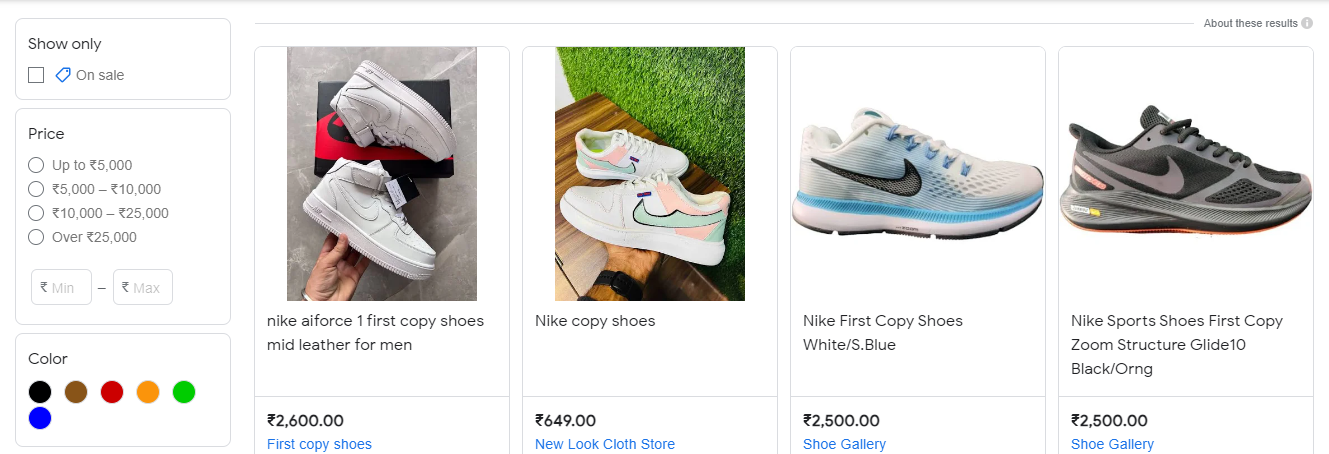 About these results
Show only
On sale
Price
Up to ₹5,000
₹5,000 – ₹10,000
₹10,000 – ₹25,000
Over ₹25,000
₹ Min – ₹ Max
Color
nike aiforce 1 first copy shoes
mid leather for men
₹2,600.00
First copy shoes
Nike copy shoes
₹649.00
New Look Cloth Store
Nike First Copy Shoes
White/S.Blue
₹2,500.00
Shoe Gallery
Nike Sports Shoes First Copy
Zoom Structure Glide10
Black/Orng
₹2,500.00
Shoe Gallery